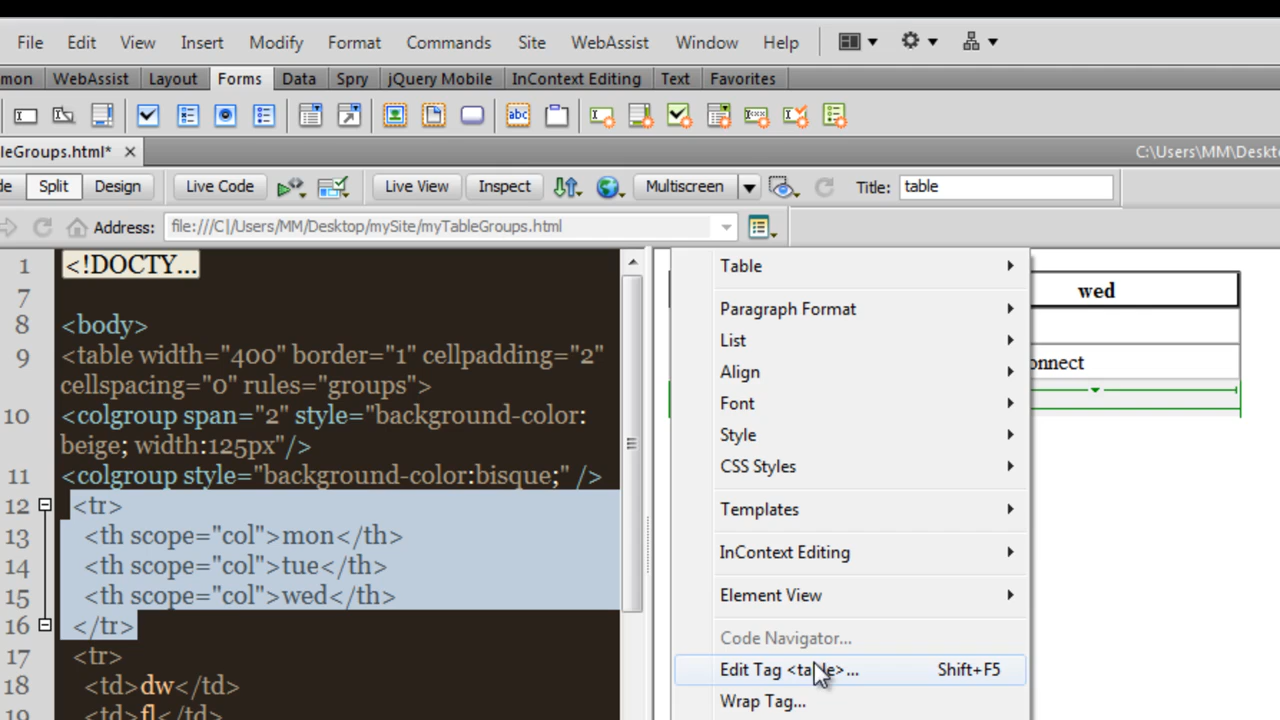 File Edit View Insert Modify Format Commands Site WebAssist Window Help
mon WebAssist Layout Forms Data Spry jQuery Mobile InContext Editing Text Favorites
leGroups.html* C:\Users\MM\Deskto
de Split Design Live Code Live View Inspect Multiscreen Title: table
Address: file:///C|/Users/MM/Desktop/mySite/myTableGroups.html
1 <!DOCTY...
7
8 <body>
9 <table width="400" border="1" cellpadding="2"
cellspacing="0" rules="groups">
10 <colgroup span="2" style="background-color:
beige; width:125px"/>
11 <colgroup style="background-color:bisque;" />
12 <tr>
13 <th scope="col">mon</th>
14 <th scope="col">tue</th>
15 <th scope="col">wed</th>
16 </tr>
17 <tr>
18 <td>dw</td>
19 <td>fl</td>
Table
Paragraph Format
List
Align
Font
Style
CSS Styles
Templates
InContext Editing
Element View
Code Navigator...
Edit Tag <table>... Shift+F5
Wrap Tag...
wed
onnect